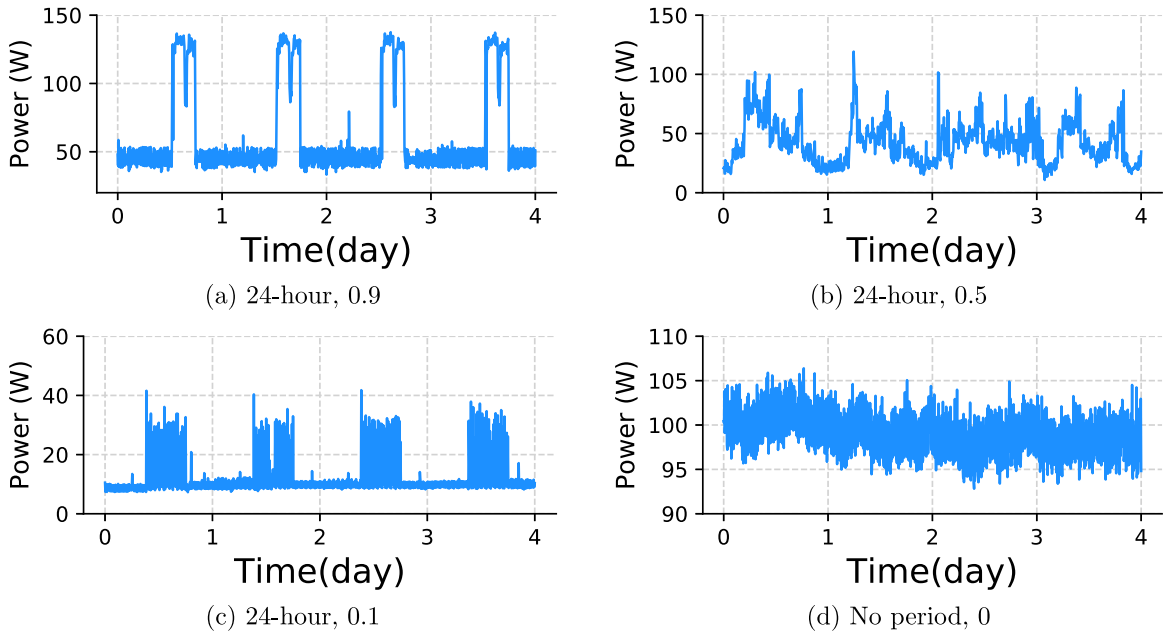 150
100
50
Power (W)
0 1 2 3 4
Time(day)
(a) 24-hour, 0.9
150
100
50
0
Power (W)
0 1 2 3 4
Time(day)
(b) 24-hour, 0.5
60
40
20
0
Power (W)
0 1 2 3 4
Time(day)
(c) 24-hour, 0.1
110
105
100
95
90
Power (W)
0 1 2 3 4
Time(day)
(d) No period, 0